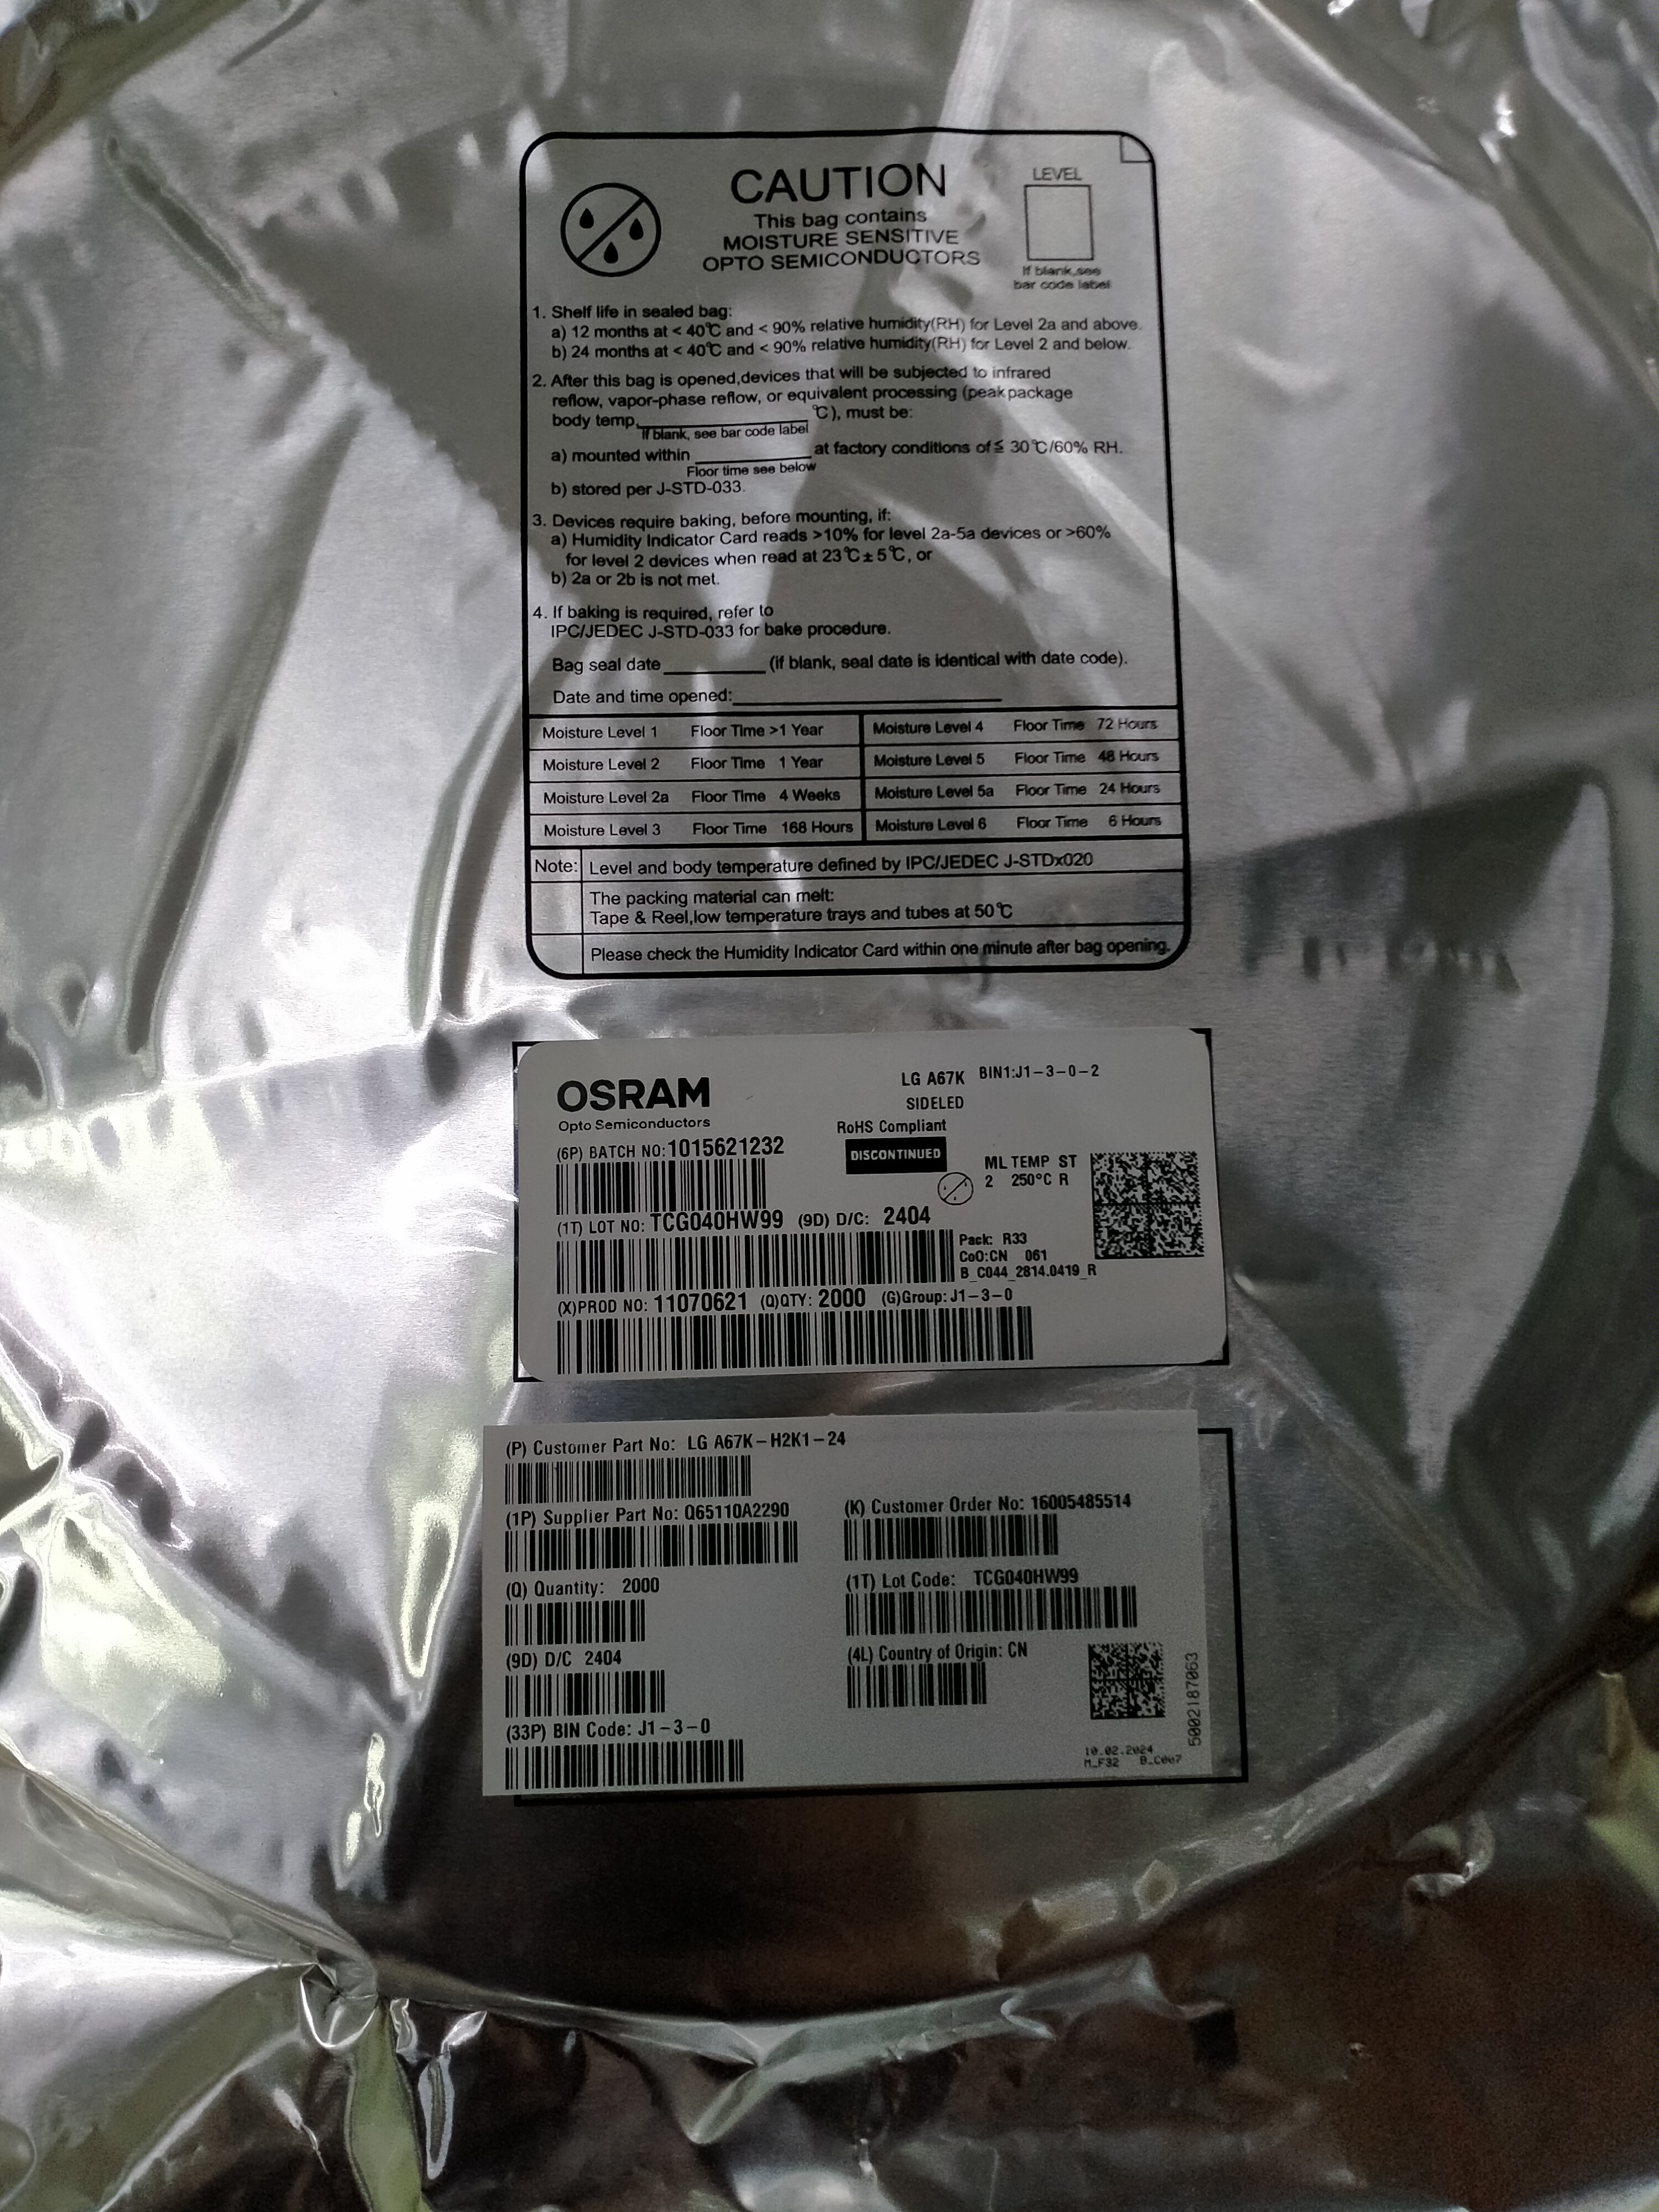 CAUTION
This bag contains
MOISTURE SENSITIVE
OPTO SEMICONDUCTORS
LEVEL
If blank,see
bar code label
1. Shelf life in sealed bag:
a) 12 months at < 40℃ and < 90% relative humidity(RH) for Level 2a and above.
b) 24 months at < 40℃ and < 90% relative humidity(RH) for Level 2 and below.
2. After this bag is opened,devices that will be subjected to infrared
reflow, vapor-phase reflow, or equivalent processing (peak package
body temp.__________ ℃), must be:
If blank, see bar code label
a) mounted within __________ at factory conditions of ≦ 30℃/60% RH.
Floor time see below
b) stored per J-STD-033.
3. Devices require baking, before mounting, if:
a) Humidity Indicator Card reads >10% for level 2a-5a devices or >60%
for level 2 devices when read at 23℃±5℃, or
b) 2a or 2b is not met.
4. If baking is required, refer to
IPC/JEDEC J-STD-033 for bake procedure.
Bag seal date __________ (if blank, seal date is identical with date code).
Date and time opened:__________
Moisture Level 1 Floor Time >1 Year Moisture Level 4 Floor Time 72 Hours
Moisture Level 2 Floor Time 1 Year Moisture Level 5 Floor Time 48 Hours
Moisture Level 2a Floor Time 4 Weeks Moisture Level 5a Floor Time 24 Hours
Moisture Level 3 Floor Time 168 Hours Moisture Level 6 Floor Time 6 Hours
Note: Level and body temperature defined by IPC/JEDEC J-STDx020
The packing material can melt:
Tape & Reel,low temperature trays and tubes at 50℃
Please check the Humidity Indicator Card within one minute after bag opening.
OSRAM
Opto Semiconductors
LG A67K BIN1:J1-3-0-2
SIDELED
RoHS Compliant
DISCONTINUED
(6P) BATCH NO:1015621232
ML TEMP ST
2 250°C R
(1T) LOT NO: TCG040HW99 (9D) D/C: 2404
Pack: R33
CoO:CN 061
B_C044_2814.0419_R
(X)PROD NO: 11070621 (Q)QTY: 2000 (G)Group: J1-3-0
(P) Customer Part No: LG A67K-H2K1-24
(1P) Supplier Part No: Q65110A2290
(K) Customer Order No: 16005485514
(Q) Quantity: 2000
(1T) Lot Code: TCG040HW99
(9D) D/C 2404
(4L) Country of Origin: CN
(33P) BIN Code: J1-3-0
5002187063
10.02.2024
M_F32 B_C007